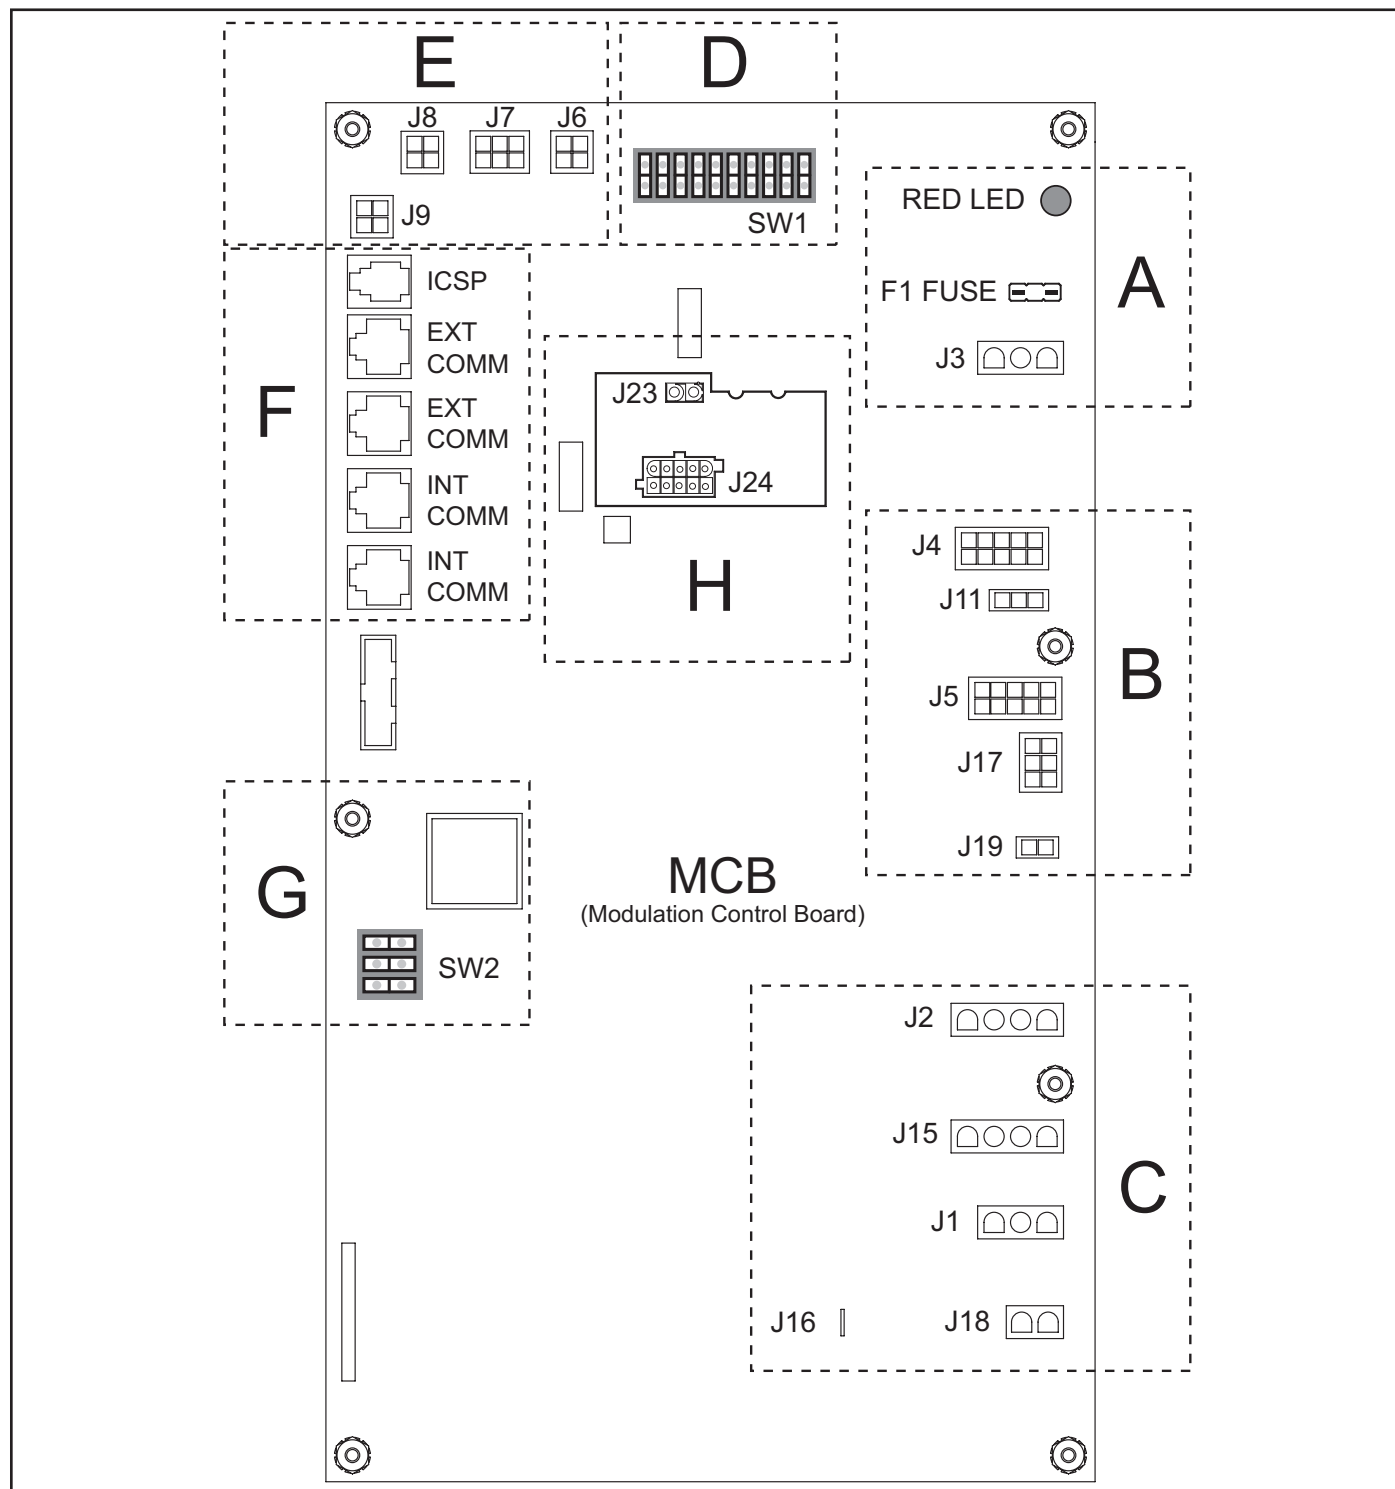 E
D
J8
J7
J6
J9
SW1
RED LED
A
F1 FUSE
J3
ICSP
EXT
COMM
EXT
COMM
INT
COMM
INT
COMM
F
J23
J24
H
J4
J11
B
J5
J17
J19
G
SW2
MCB
(Modulation Control Board)
J2
J15
C
J1
J16
J18